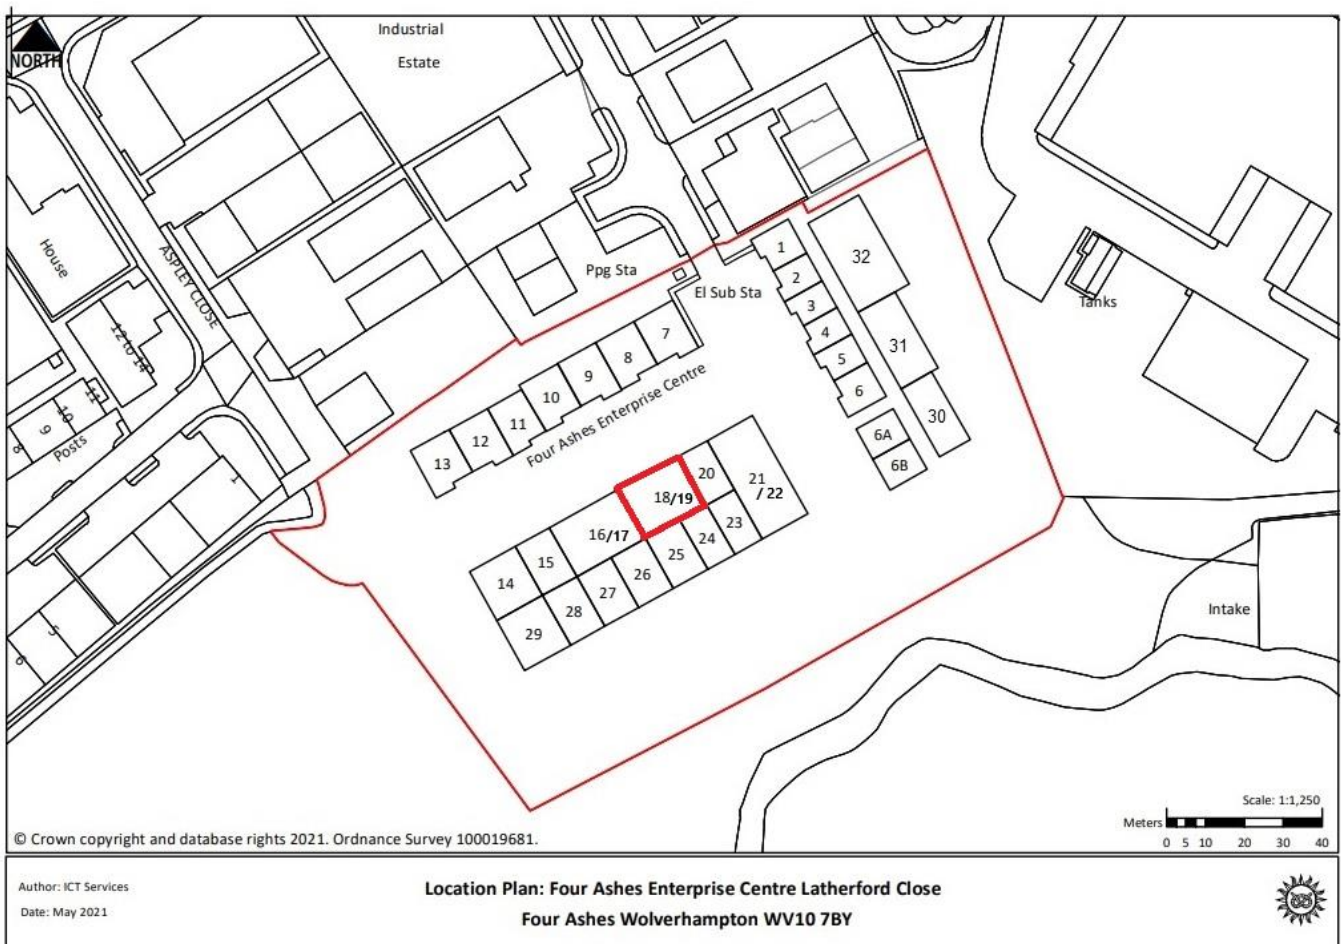 NORTH
Industrial
Estate
House
ASPLEY CLOSE
12 to 14
11
10
9
8
Posts
1
5
6
Ppg Sta
El Sub Sta
Tanks
Intake
1
2
3
4
5
6
6A
6B
32
31
30
7
8
9
10
11
12
13
Four Ashes Enterprise Centre
14
15
16/17
18/19
20
21
/ 22
23
24
25
26
27
28
29
Scale: 1:1,250
Meters
0 5 10 20 30 40
© Crown copyright and database rights 2021. Ordnance Survey 100019681.
Author: ICT Services
Date: May 2021
Location Plan: Four Ashes Enterprise Centre Latherford Close
Four Ashes Wolverhampton WV10 7BY